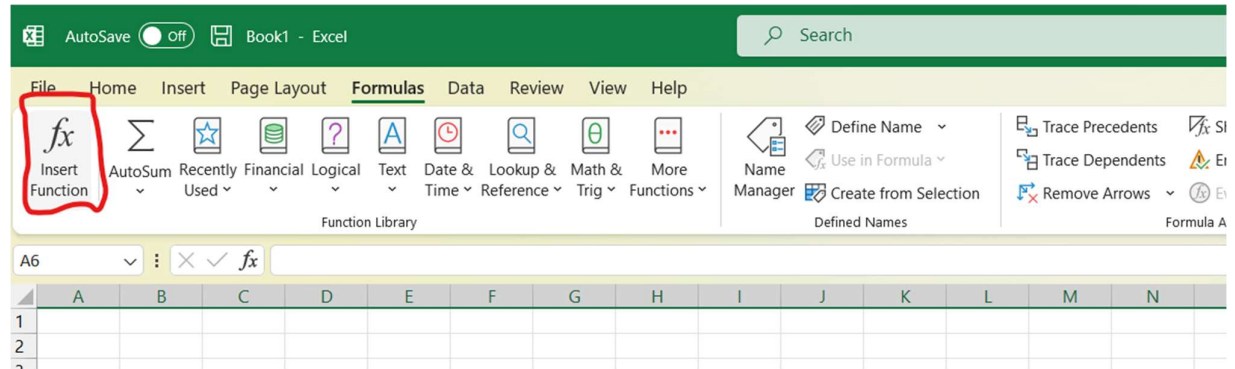 AutoSave Off Book1 - Excel Search
File Home Insert Page Layout Formulas Data Review View Help
fx Insert Function
AutoSum
Recently Used
Financial
Logical
Text
Date & Time
Lookup & Reference
Math & Trig
More Functions
Function Library
Name Manager
Define Name
Use in Formula
Create from Selection
Defined Names
Trace Precedents
Trace Dependents
Remove Arrows
A6 fx
A B C D E F G H I J K L M N
1
2